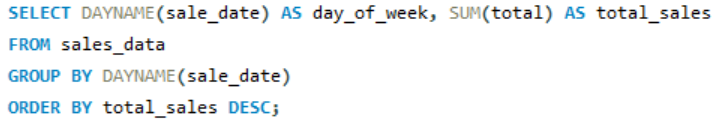 SELECT DAYNAME(sale_date) AS day_of_week, SUM(total) AS total_sales
FROM sales_data
GROUP BY DAYNAME(sale_date)
ORDER BY total_sales DESC;